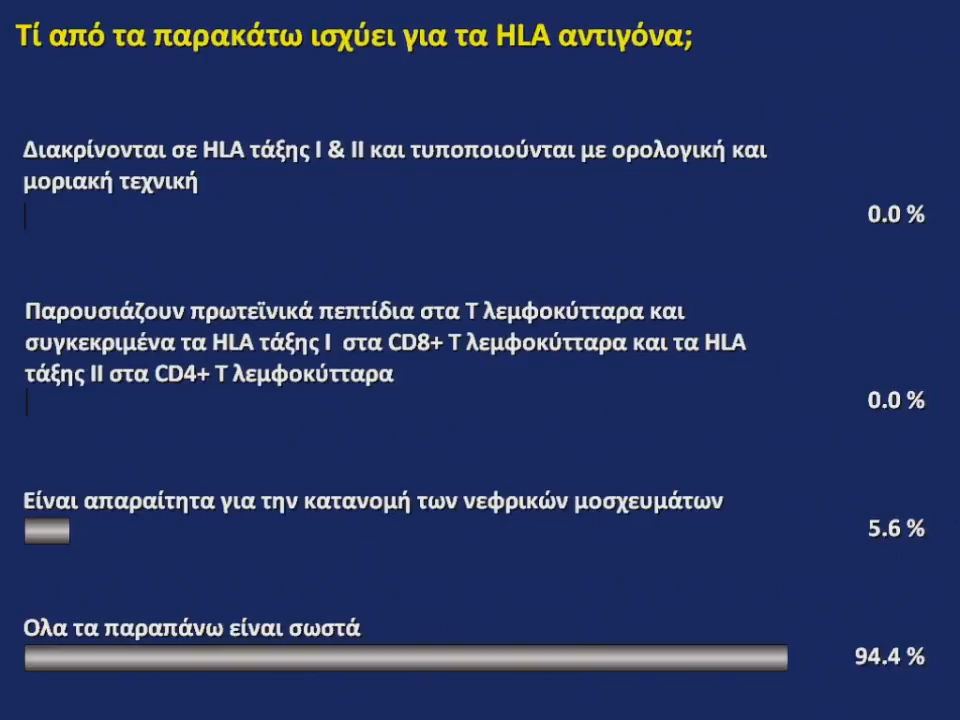 Τί από τα παρακάτω ισχύει για τα HLA αντιγόνα;
Διακρίνονται σε HLA τάξης I & II και τυποποιούνται με ορολογική και
μοριακή τεχνική
0.0 %
Παρουσιάζουν πρωτεϊνικά πεπτίδια στα Τ λεμφοκύτταρα και
συγκεκριμένα τα HLA τάξης I στα CD8+ Τ λεμφοκύτταρα και τα HLA
τάξης II στα CD4+ Τ λεμφοκύτταρα
0.0 %
Είναι απαραίτητα για την κατανομή των νεφρικών μοσχευμάτων
5.6 %
Ολα τα παραπάνω είναι σωστά
94.4 %